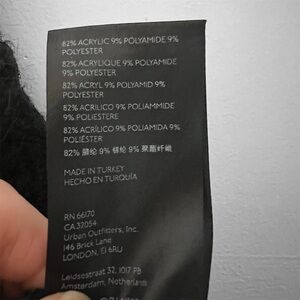 82% ACRYLIC 9% POLYAMIDE 9%
POLYESTER
82% ACRYLIQUE 9% POLYAMIDE
9% POLYESTER
82% ACRYL 9% POLYAMID 9%
POLYESTER
82% ACRILICO 9% POLIAMMIDE
9% POLIESTERE
82% ACRÍLICO 9% POLIAMIDA 9%
POLIÉSTER
82% 腈纶 9% 锦纶 9% 聚酯纤维
MADE IN TURKEY
HECHO EN TURQUÍA
RN 66170
CA 37054
Urban Outfitters, Inc.
146 Brick Lane
LONDON, E1 6RU
Leidsestraat 32, 1017 PB
Amsterdam, Netherlands